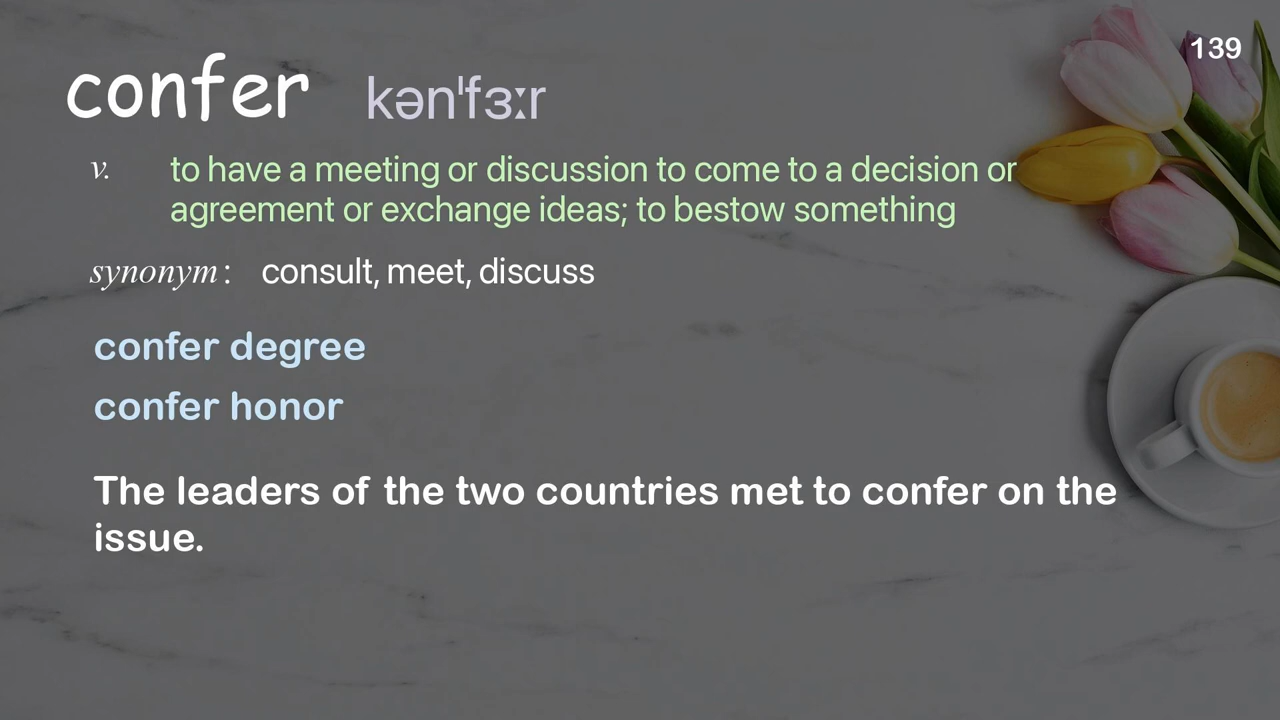 139
confer kənˈfɜːr
v. to have a meeting or discussion to come to a decision or
agreement or exchange ideas; to bestow something
synonym : consult, meet, discuss
confer degree
confer honor
The leaders of the two countries met to confer on the
issue.